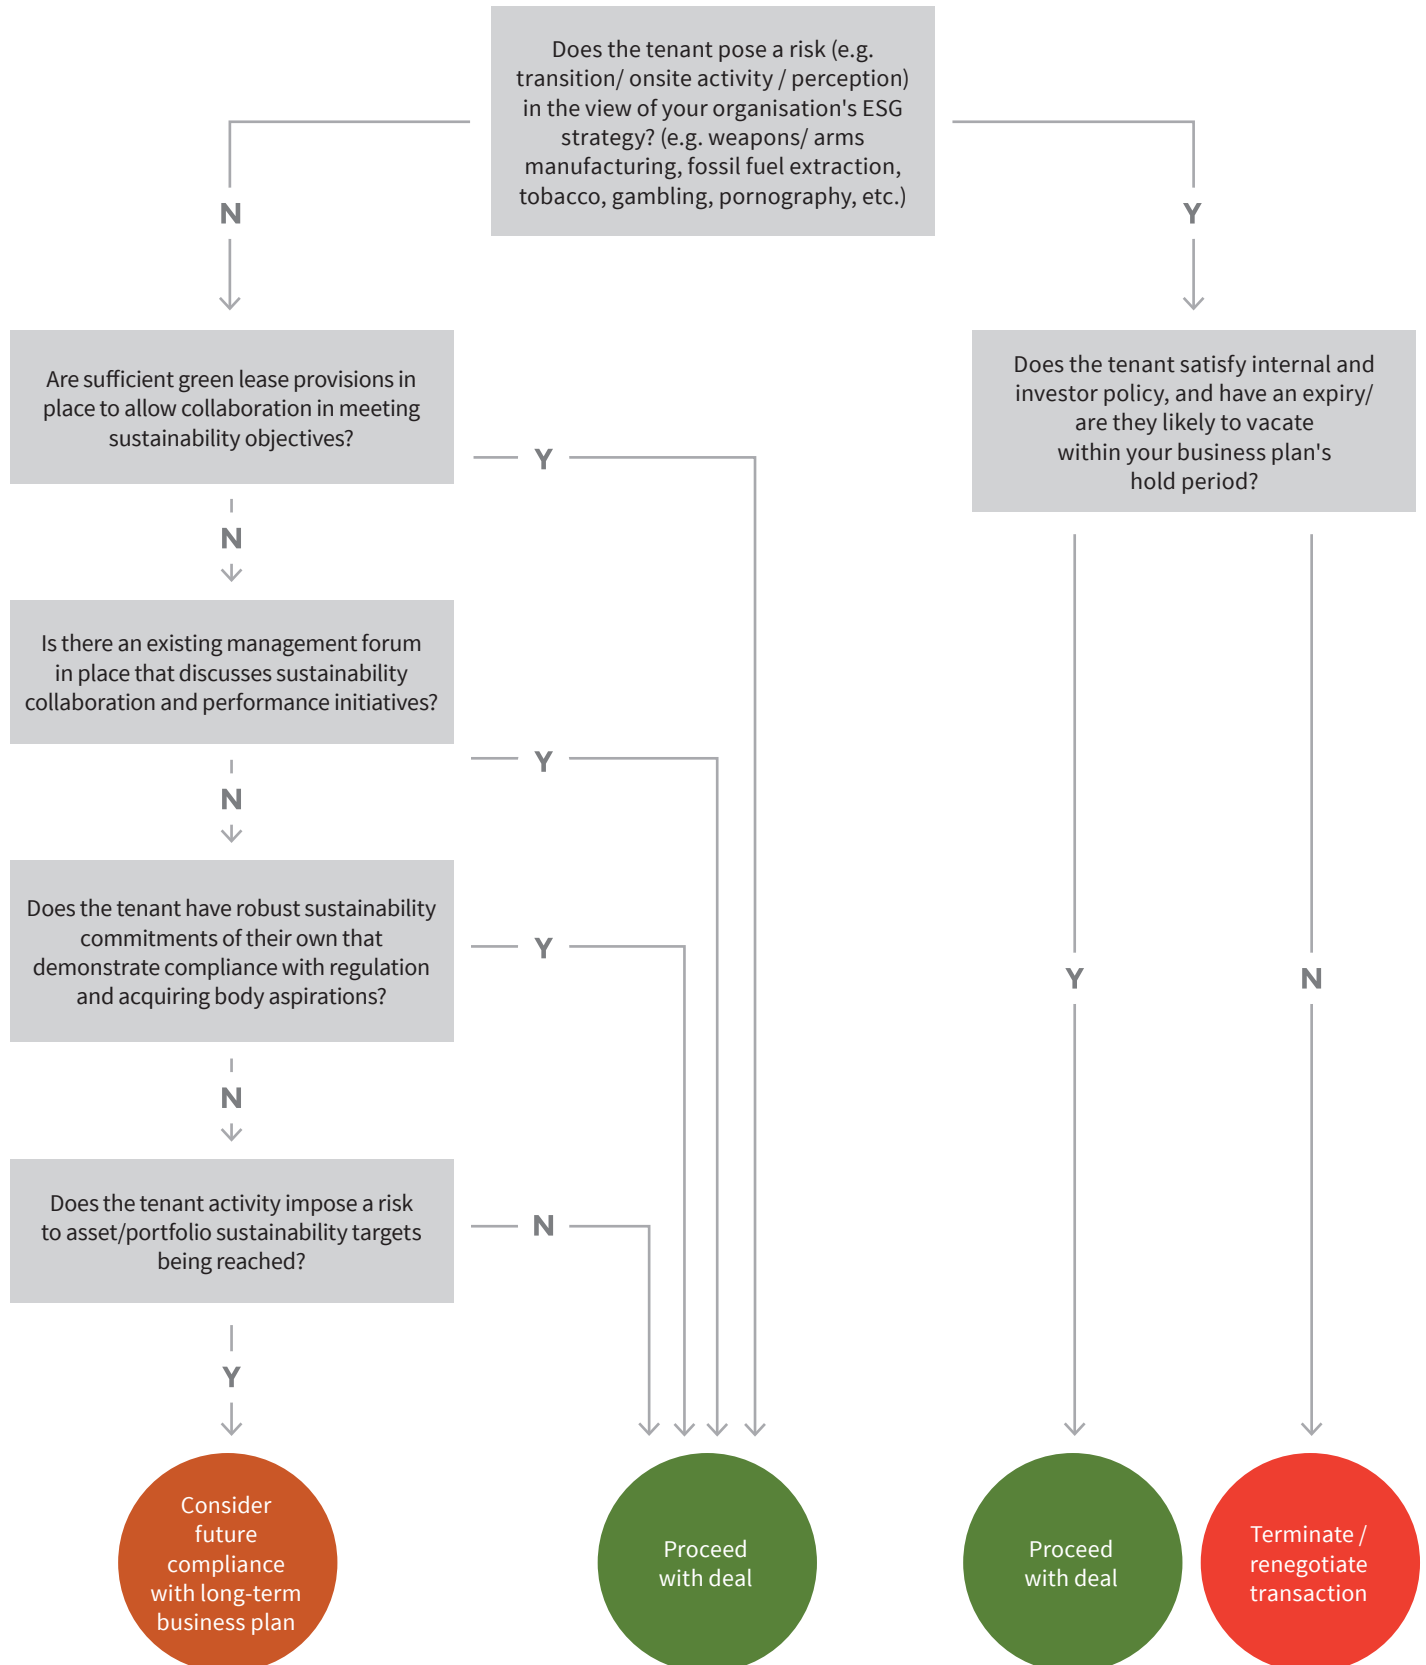 Does the tenant pose a risk (e.g.
transition/ onsite activity / perception)
in the view of your organisation's ESG
strategy? (e.g. weapons/ arms
manufacturing, fossil fuel extraction,
tobacco, gambling, pornography, etc.)
N
Y
Are sufficient green lease provisions in
place to allow collaboration in meeting
sustainability objectives?
Does the tenant satisfy internal and
investor policy, and have an expiry/
are they likely to vacate
within your business plan's
hold period?
Y
N
Is there an existing management forum
in place that discusses sustainability
collaboration and performance initiatives?
Y
N
Does the tenant have robust sustainability
commitments of their own that
demonstrate compliance with regulation
and acquiring body aspirations?
Y
Y
N
N
Does the tenant activity impose a risk
to asset/portfolio sustainability targets
being reached?
N
Y
Consider
future
compliance
with long-term
business plan
Proceed
with deal
Proceed
with deal
Terminate /
renegotiate
transaction